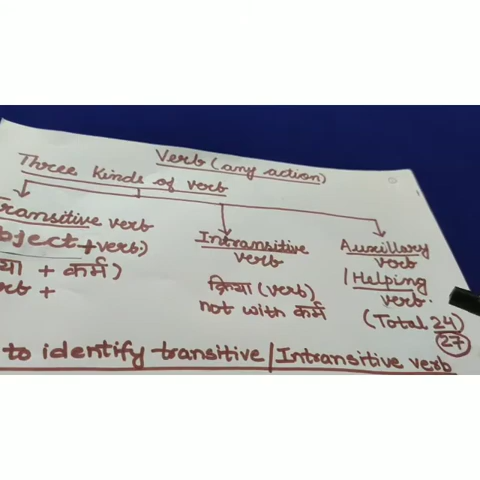 Verb (any action)
Three kinds of verb
ransitive verb
bject + verb)
या + कर्म)
rb +
Intransitive
verb
क्रिया (verb)
not with कर्म
Auxillary
verb
/Helping
verb.
(Total 24)
27
to identify transitive | Intransitive verb